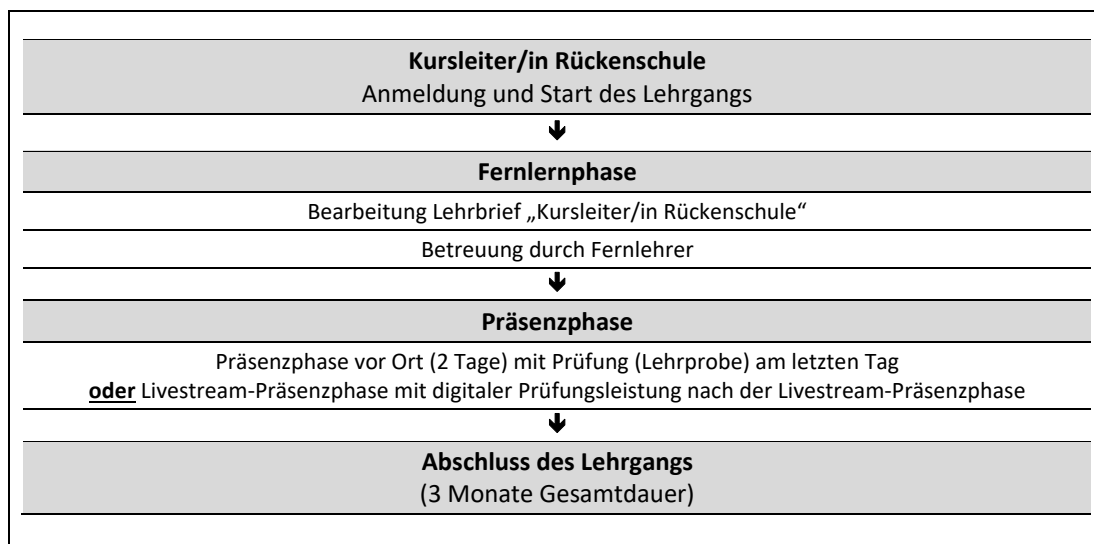 Kursleiter/in Rückenschule
Anmeldung und Start des Lehrgangs
🡻
Fernlernphase
Bearbeitung Lehrbrief „Kursleiter/in Rückenschule“
Betreuung durch Fernlehrer
🡻
Präsenzphase
Präsenzphase vor Ort (2 Tage) mit Prüfung (Lehrprobe) am letzten Tag
oder Livestream-Präsenzphase mit digitaler Prüfungsleistung nach der Livestream-Präsenzphase
🡻
Abschluss des Lehrgangs
(3 Monate Gesamtdauer)